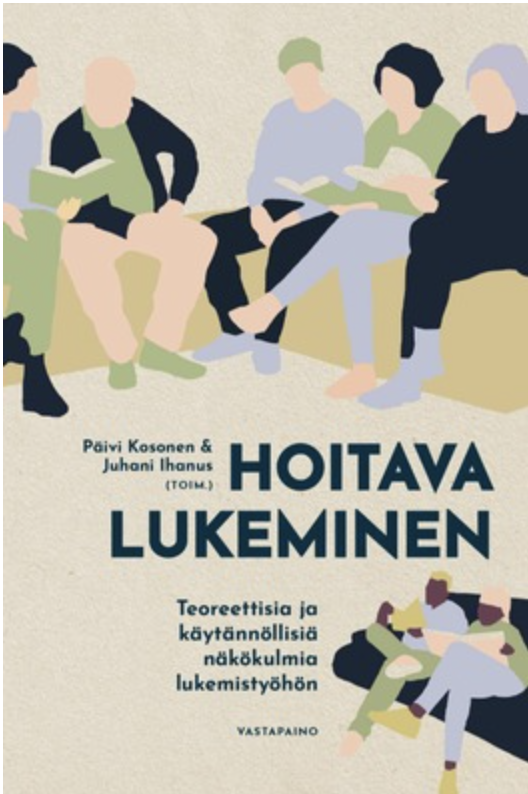 Päivi Kosonen &
Juhani Ihanus
(TOIM.)
HOITAVA
LUKEMINEN
Teoreettisia ja
käytännöllisiä
näkökulmia
lukemistyöhön
VASTAPAINO